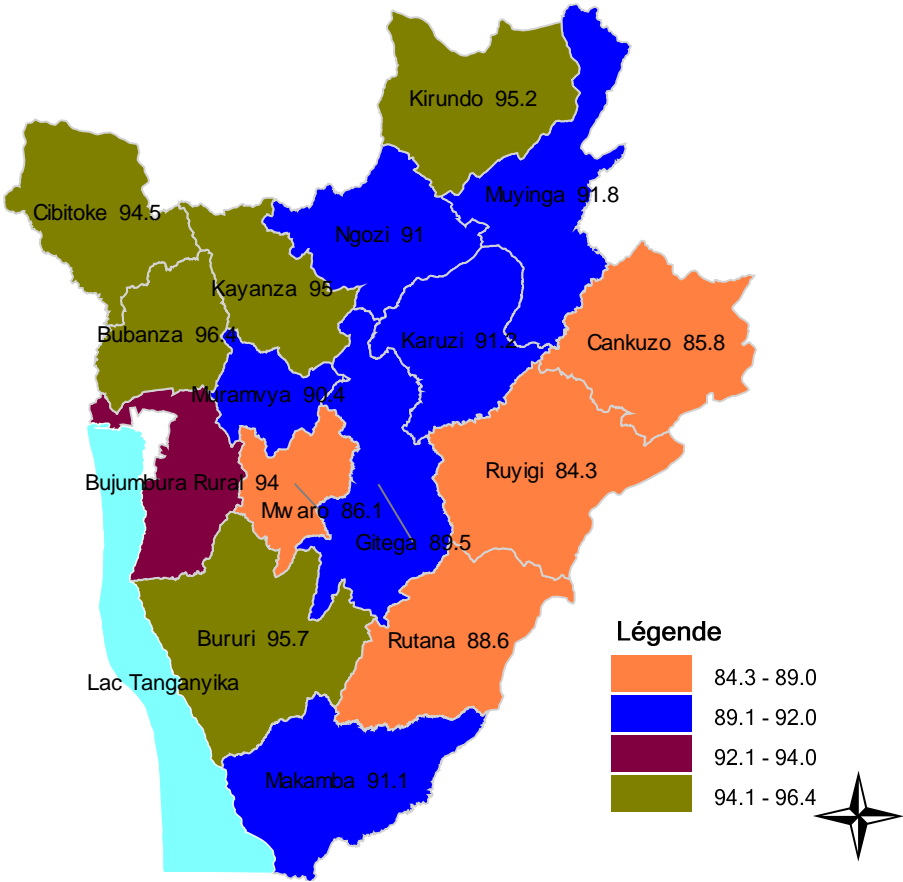 Kirundo 95.2
Muyinga 91.8
Cibitoke 94.5
Ngozi 91
Kayanza 95
Bubanza 96.4
Karuzi 91.2
Cankuzo 85.8
Muramvya 90.4
Ruyigi 84.3
Bujumbura Rural 94
Mwaro 86.1
Gitega 89.5
Bururi 95.7
Rutana 88.6
Lac Tanganyika
Makamba 91.1
Légende
84.3 - 89.0
89.1 - 92.0
92.1 - 94.0
94.1 - 96.4